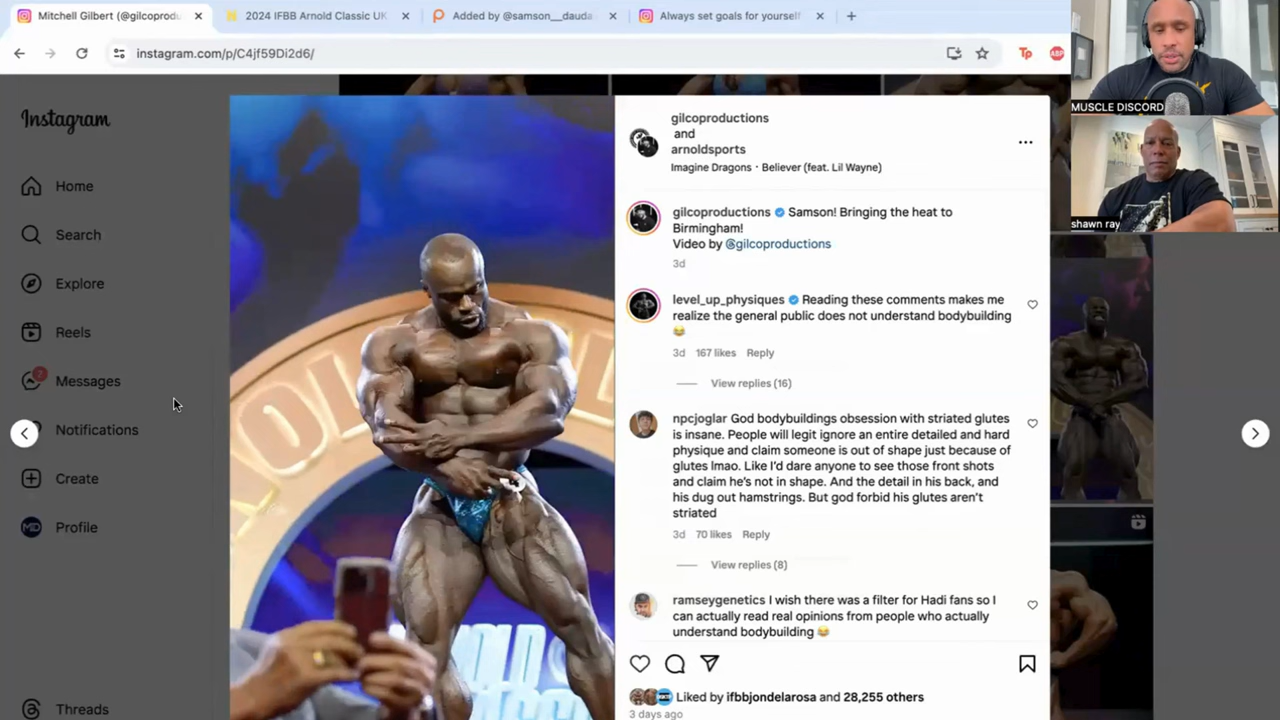 Mitchell Gilbert (@gilcoprodu
2024 IFBB Arnold Classic UK
Added by @samson__dauda
Always set goals for yourself
instagram.com/p/C4jf59Di2d6/
Tp
ABP
MUSCLE DISCORD
shawn ray
Instagram
Home
Search
Explore
Reels
7
Messages
Notifications
Create
MD
Profile
Threads
gilcoproductions
and
arnoldsports
Imagine Dragons · Believer (feat. Lil Wayne)
gilcoproductions Samson! Bringing the heat to
Birmingham!
Video by @gilcoproductions
3d
level_up_physiques Reading these comments makes me
realize the general public does not understand bodybuilding
😂
3d 167 likes Reply
View replies (16)
npcjoglar God bodybuildings obsession with striated glutes
is insane. People will legit ignore an entire detailed and hard
physique and claim someone is out of shape just because of
glutes lmao. Like I'd dare anyone to see those front shots
and claim he's not in shape. And the detail in his back, and
his dug out hamstrings. But god forbid his glutes aren't
striated
3d 70 likes Reply
View replies (8)
ramseygenetics I wish there was a filter for Hadi fans so I
can actually read real opinions from people who actually
understand bodybuilding 😂
Liked by ifbbjondelarosa and 28,255 others
3 days ago